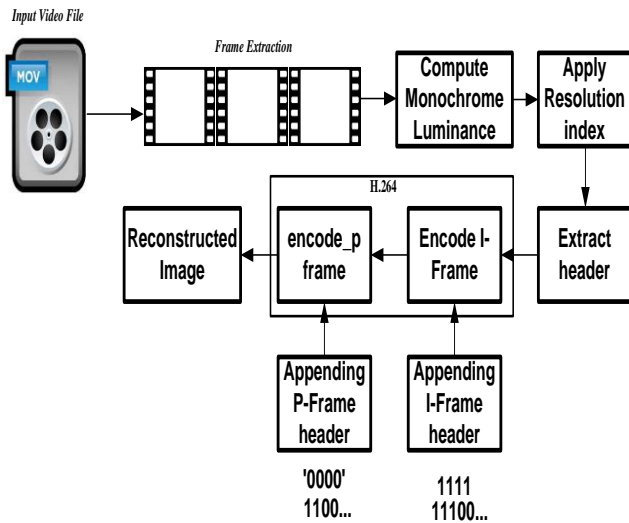 Input Video File
MOV
Frame Extraction
Compute
Monochrome
Luminance
Apply
Resolution
index
H.264
Reconstructed
Image
encode_p
frame
Encode I-
Frame
Extract
header
Appending
P-Frame
header
Appending
I-Frame
header
'0000'
1100...
1111
11100...